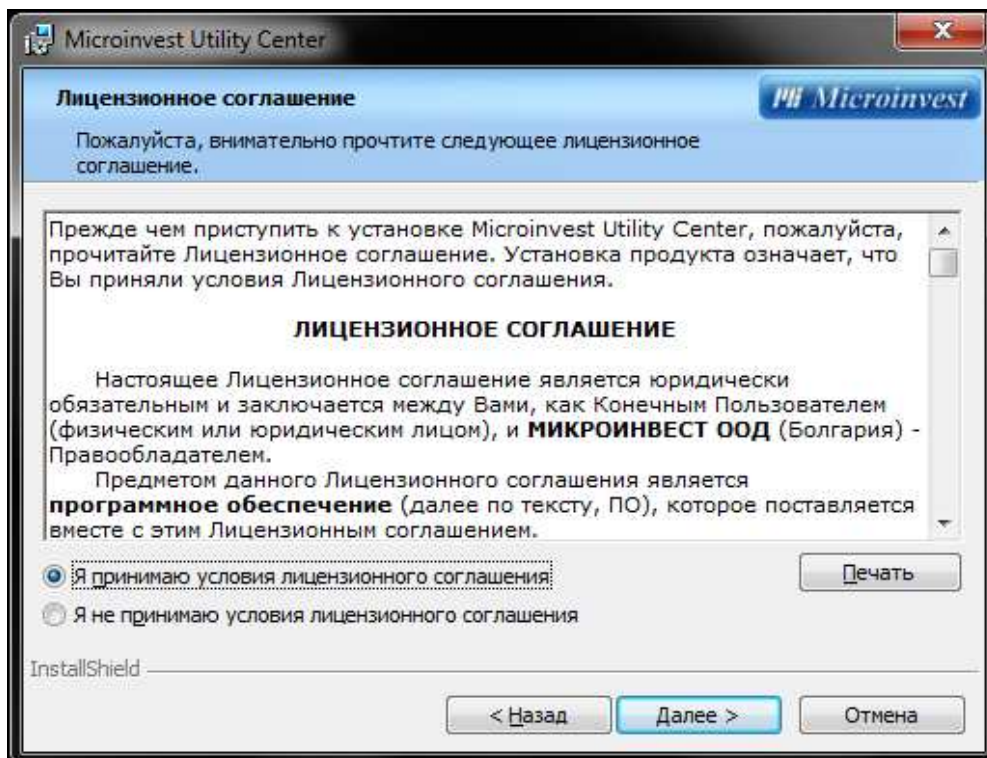 Microinvest Utility Center
Лицензионное соглашение
Microinvest
Пожалуйста, внимательно прочтите следующее лицензионное
соглашение.
Прежде чем приступить к установке Microinvest Utility Center, пожалуйста,
прочитайте Лицензионное соглашение. Установка продукта означает, что
Вы приняли условия Лицензионного соглашения.
ЛИЦЕНЗИОННОЕ СОГЛАШЕНИЕ
Настоящее Лицензионное соглашение является юридически
обязательным и заключается между Вами, как Конечным Пользователем
(физическим или юридическим лицом), и МИКРОИНВЕСТ ООД (Болгария) -
Правообладателем.
Предметом данного Лицензионного соглашения является
программное обеспечение (далее по тексту, ПО), которое поставляется
вместе с этим Лицензионным соглашением.
Я принимаю условия лицензионного соглашения
Печать
Я не принимаю условия лицензионного соглашения
InstallShield
< Назад
Далее >
Отмена